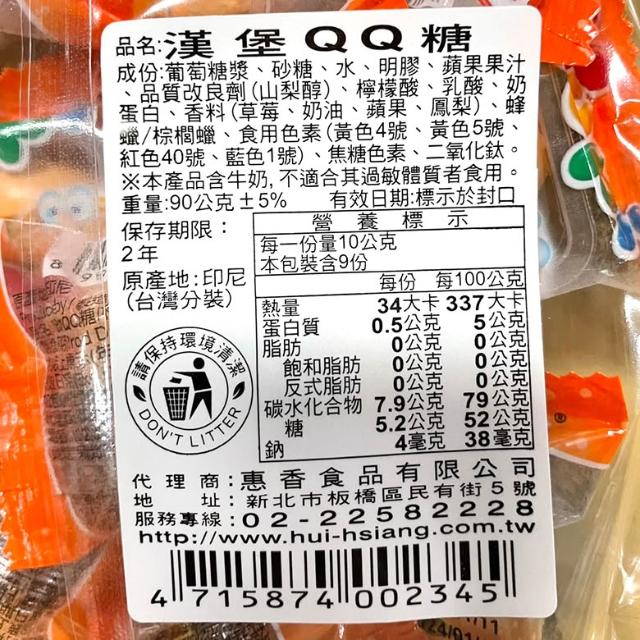 品名:漢堡QQ糖
成份:葡萄糖漿、砂糖、水、明膠、蘋果果汁
、品質改良劑(山梨醇)、檸檬酸、乳酸、奶
蛋白、香料(草莓、奶油、蘋果、鳳梨)、蜂
蠟/棕櫚蠟、食用色素(黃色4號、黃色5號、
紅色40號、藍色1號)、焦糖色素、二氧化鈦。
※本產品含牛奶,不適合其過敏體質者食用。
重量:90公克±5% 有效日期:標示於封口
保存期限:
2年
原產地:印尼
(台灣分裝)
營養標示
每一份量10公克
本包裝含9份
每份 每100公克
熱量 34大卡 337大卡
蛋白質 0.5公克 5公克
脂肪 0公克 0公克
飽和脂肪 0公克 0公克
反式脂肪 0公克 0公克
碳水化合物 7.9公克 79公克
糖 5.2公克 52公克
鈉 4毫克 38毫克
請保持環境清潔
DON'T LITTER
代理商:惠香食品有限公司
地址:新北市板橋區民有街5號
服務專線:02-22582228
http://www.hui-hsiang.com.tw
4 715874 002345